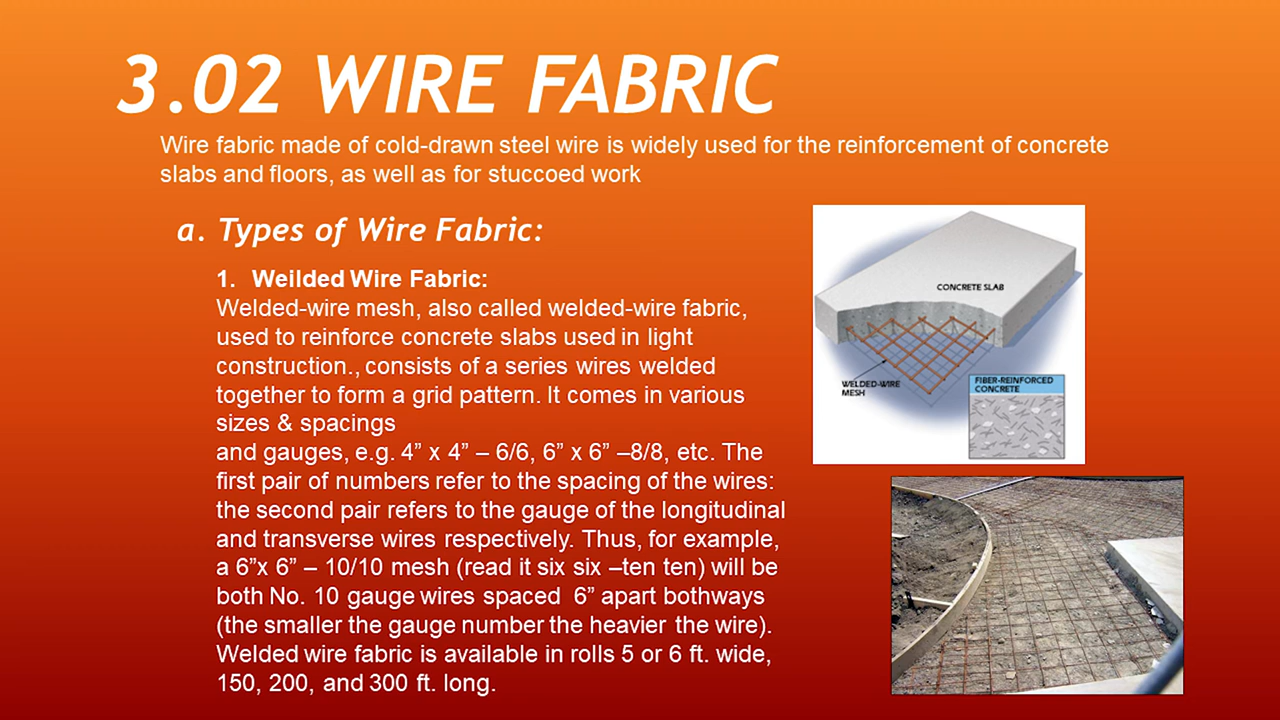 3.02 WIRE FABRIC
Wire fabric made of cold-drawn steel wire is widely used for the reinforcement of concrete
slabs and floors, as well as for stuccoed work
a. Types of Wire Fabric:
1. Weilded Wire Fabric:
Welded-wire mesh, also called welded-wire fabric,
used to reinforce concrete slabs used in light
construction., consists of a series wires welded
together to form a grid pattern. It comes in various
sizes & spacings
and gauges, e.g. 4” x 4” – 6/6, 6” x 6” –8/8, etc. The
first pair of numbers refer to the spacing of the wires:
the second pair refers to the gauge of the longitudinal
and transverse wires respectively. Thus, for example,
a 6”x 6” – 10/10 mesh (read it six six –ten ten) will be
both No. 10 gauge wires spaced  6” apart bothways
(the smaller the gauge number the heavier the wire).
Welded wire fabric is available in rolls 5 or 6 ft. wide,
150, 200, and 300 ft. long.
CONCRETE SLAB
WELDED-WIRE
MESH
FIBER-REINFORCED
CONCRETE